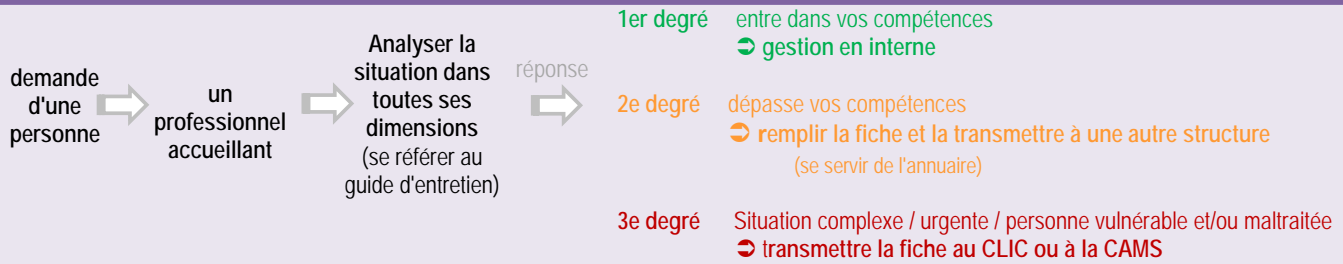 demande
d'une
personne
un
professionnel
accueillant
Analyser la
situation dans
toutes ses
dimensions
(se référer au
guide d'entretien)
réponse
1er degré entre dans vos compétences
➲ gestion en interne
2e degré dépasse vos compétences
➲ remplir la fiche et la transmettre à une autre structure
(se servir de l'annuaire)
3e degré Situation complexe / urgente / personne vulnérable et/ou maltraitée
➲ transmettre la fiche au CLIC ou à la CAMS